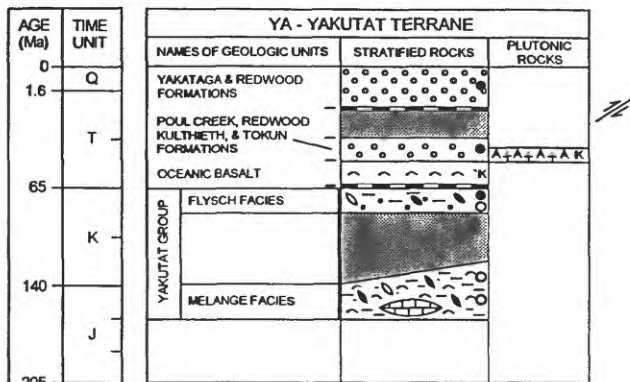 AGE
(Ma)
TIME
UNIT
YA - YAKUTAT TERRANE
NAMES OF GEOLOGIC UNITS
STRATIFIED ROCKS
PLUTONIC
ROCKS
0
Q
YAKATAGA & REDWOOD
FORMATIONS
1.6
POUL CREEK, REDWOOD
KULTHIETH, & TOKUN
FORMATIONS
T
A A A A K
OCEANIC BASALT
K
65
FLYSCH FACIES
YAKUTAT GROUP
K
140
MELANGE FACIES
J
205